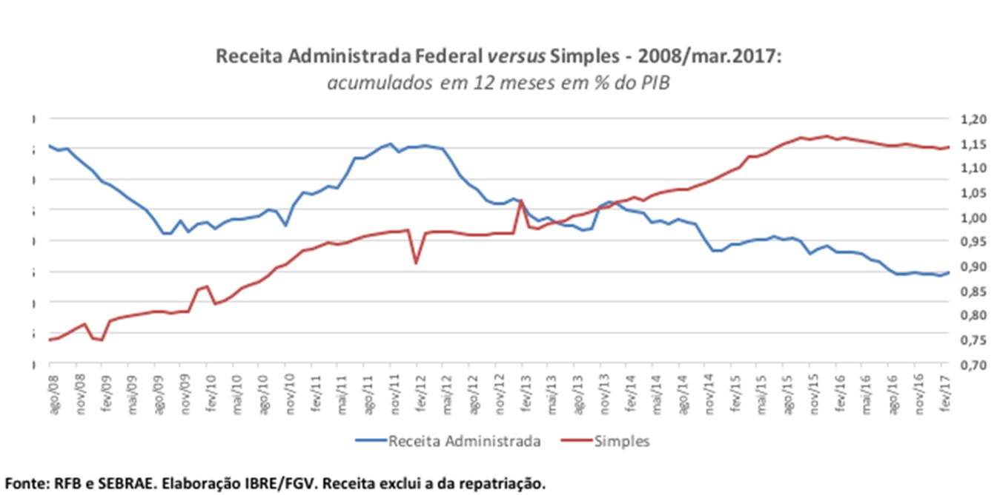 Receita Administrada Federal versus Simples - 2008/mar.2017:
acumulados em 12 meses em % do PIB
1,20
1,15
1,10
1,05
1,00
0,95
0,90
0,85
0,80
0,75
0,70
ago/08
nov/08
fev/09
mai/09
ago/09
nov/09
fev/10
mai/10
ago/10
nov/10
fev/11
mai/11
ago/11
nov/11
fev/12
mai/12
ago/12
nov/12
fev/13
mai/13
ago/13
nov/13
fev/14
mai/14
ago/14
nov/14
fev/15
mai/15
ago/15
nov/15
fev/16
mai/16
ago/16
nov/16
fev/17
Receita Administrada
Simples
Fonte: RFB e SEBRAE. Elaboração IBRE/FGV. Receita exclui a da repatriação.